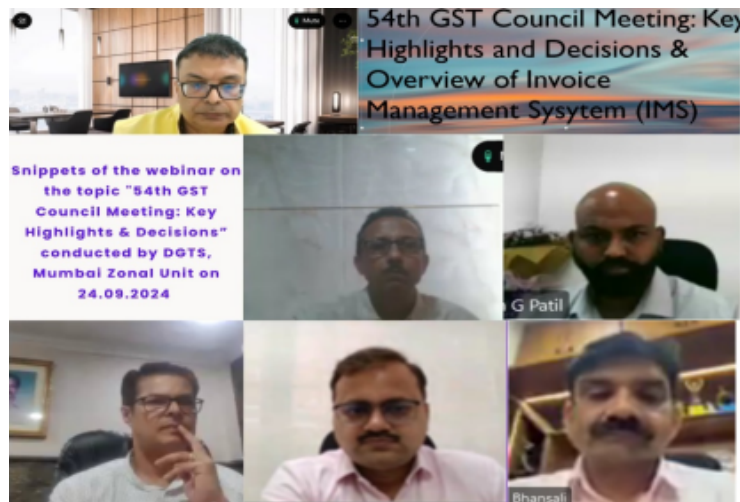 Mute
54th GST Council Meeting: Key
Highlights and Decisions &
Overview of Invoice
Management Sysytem (IMS)
Snippets of the webinar on
the topic "54th GST
Council Meeting: Key
Highlights & Decisions”
conducted by DGTS,
Mumbai Zonal Unit on
24.09.2024
G Patil
Bhansali